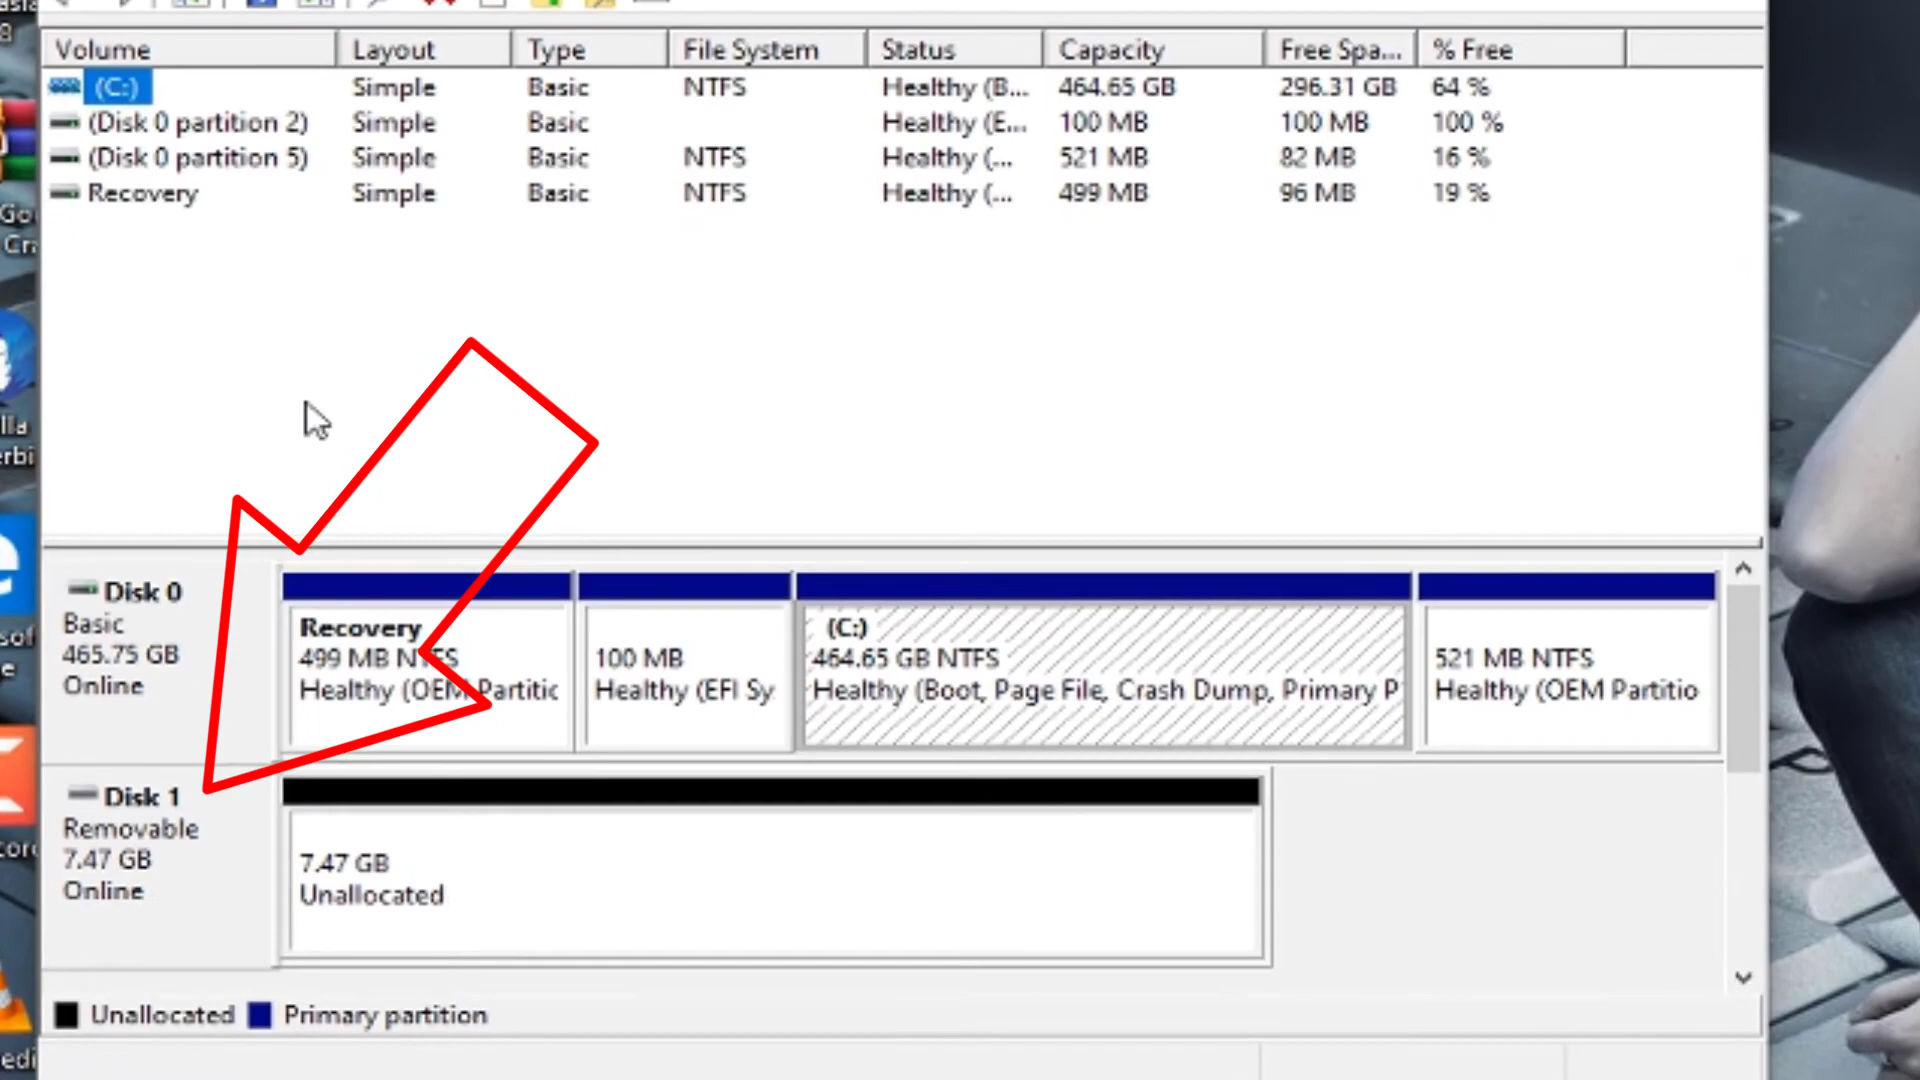 Volume Layout Type File System Status Capacity Free Spa... % Free
(C:) Simple Basic NTFS Healthy (B... 464.65 GB 296.31 GB 64 %
(Disk 0 partition 2) Simple Basic Healthy (E... 100 MB 100 MB 100 %
(Disk 0 partition 5) Simple Basic NTFS Healthy (... 521 MB 82 MB 16 %
Recovery Simple Basic NTFS Healthy (... 499 MB 96 MB 19 %
Disk 0
Basic
465.75 GB
Online
Recovery
499 MB NTFS
Healthy (OEM Partitic
100 MB
Healthy (EFI Sy
(C:)
464.65 GB NTFS
Healthy (Boot, Page File, Crash Dump, Primary P
521 MB NTFS
Healthy (OEM Partitio
Disk 1
Removable
7.47 GB
Online
7.47 GB
Unallocated
Unallocated Primary partition